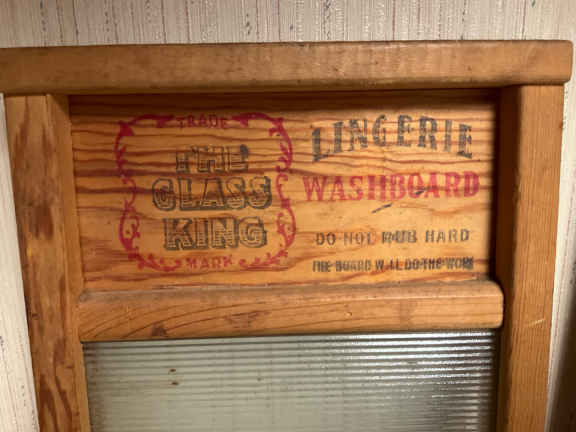 TRADE
THE
GLASS
KING
MARK
LINGERIE
WASHBOARD
DO NOT RUB HARD
THE BOARD WILL DO THE WORK